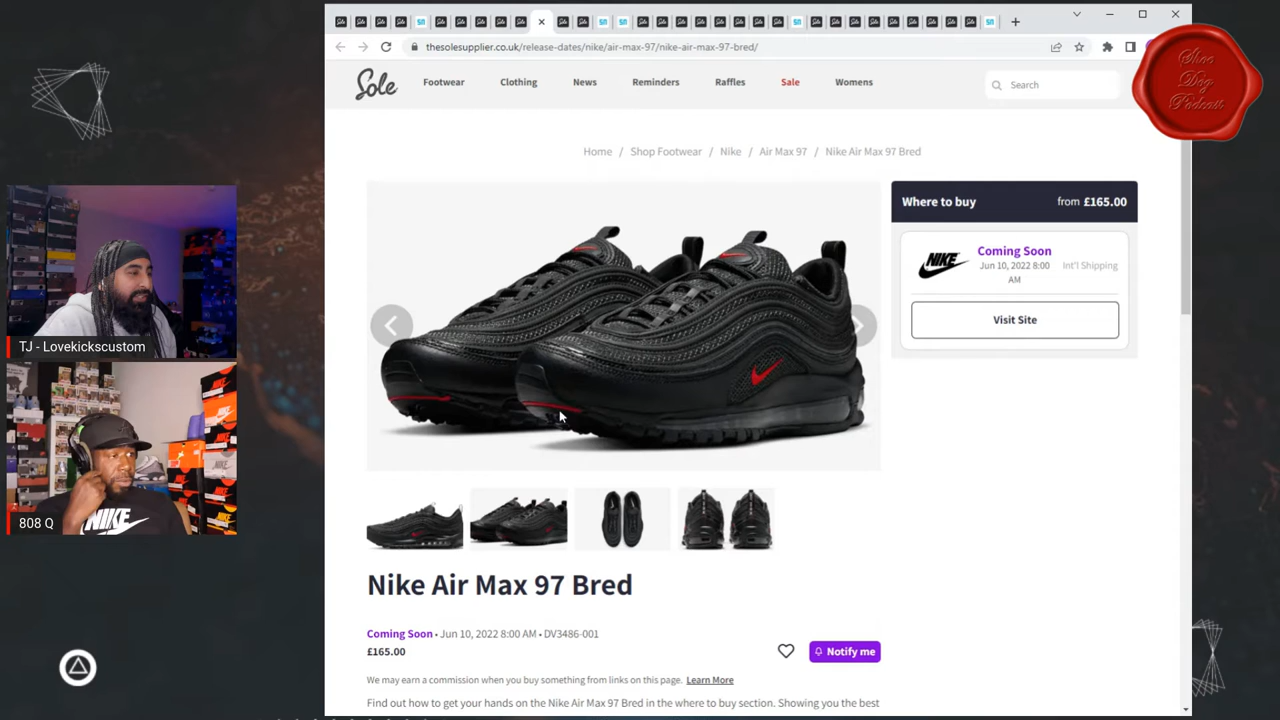 thesolesupplier.co.uk/release-dates/nike/air-max-97/nike-air-max-97-bred/
Sole
Footwear
Clothing
News
Reminders
Raffles
Sale
Womens
Search
Shoe
Dog
Podcast
Home / Shop Footwear / Nike / Air Max 97 / Nike Air Max 97 Bred
Where to buy
from £165.00
NIKE
Coming Soon
Jun 10, 2022 8:00
AM
Int'l Shipping
Visit Site
TJ - Lovekickscustom
NIKE
808 Q
Nike Air Max 97 Bred
Coming Soon • Jun 10, 2022 8:00 AM • DV3486-001
£165.00
Notify me
We may earn a commission when you buy something from links on this page. Learn More
Find out how to get your hands on the Nike Air Max 97 Bred in the where to buy section. Showing you the best